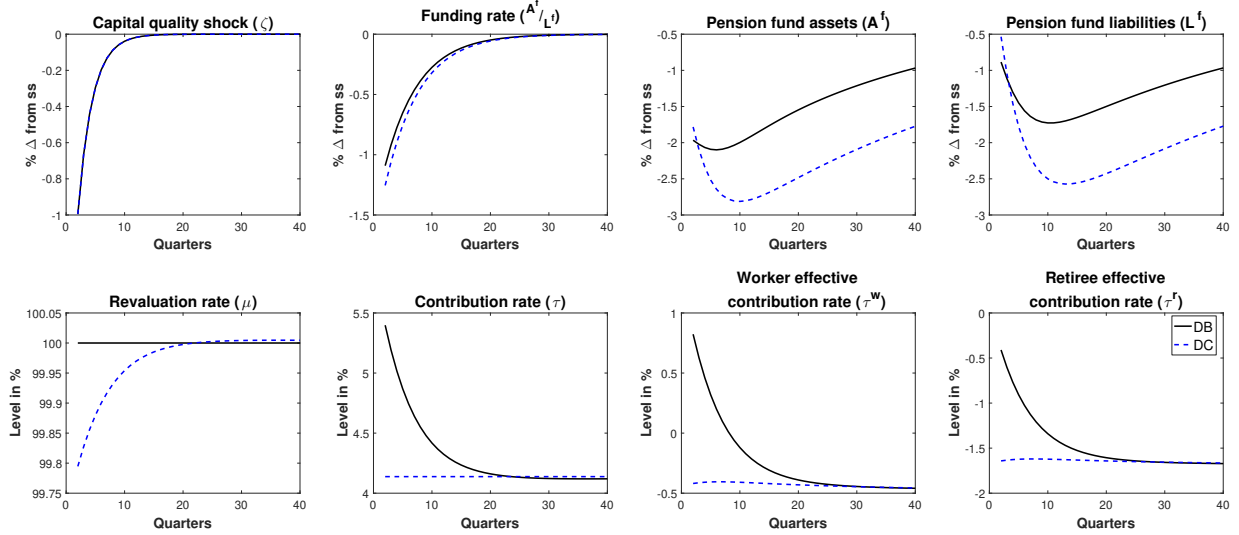 Capital quality shock (ζ)
% Δ from ss
0
-0.2
-0.4
-0.6
-0.8
-1
0 10 20 30 40
Quarters
Funding rate (A^f/L^f)
% Δ from ss
0
-0.5
-1
-1.5
0 10 20 30 40
Quarters
Pension fund assets (A^f)
% Δ from ss
-0.5
-1
-1.5
-2
-2.5
-3
0 10 20 30 40
Quarters
Pension fund liabilities (L^f)
% Δ from ss
-0.5
-1
-1.5
-2
-2.5
-3
0 10 20 30 40
Quarters
Revaluation rate (μ)
Level in %
100.05
100
99.95
99.9
99.85
99.8
99.75
0 10 20 30 40
Quarters
Contribution rate (τ)
Level in %
5.5
5
4.5
4
0 10 20 30 40
Quarters
Worker effective
contribution rate (τ^w)
Level in %
1
0.5
0
-0.5
0 10 20 30 40
Quarters
Retiree effective
contribution rate (τ^r)
Level in %
0
-0.5
-1
-1.5
-2
0 10 20 30 40
Quarters
DB
DC